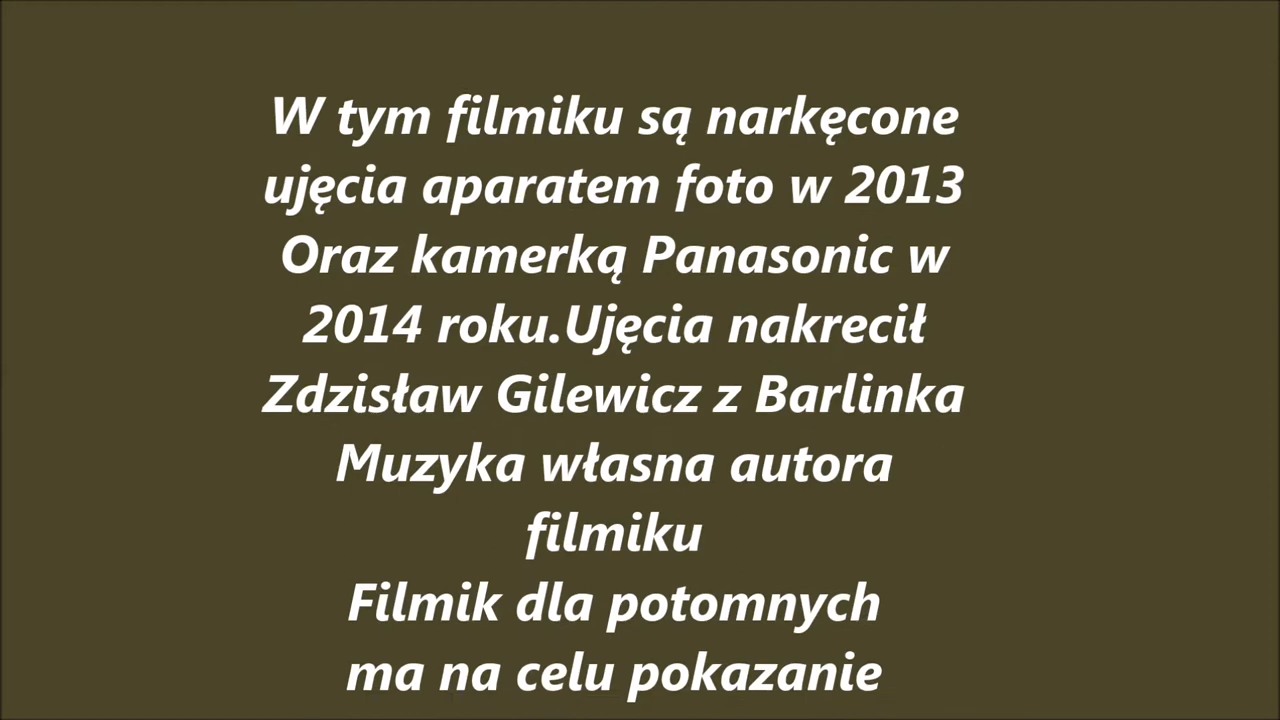 W tym filmiku są narkęcone
ujęcia aparatem foto w 2013
Oraz kamerką Panasonic w
2014 roku.Ujęcia nakrecił
Zdzisław Gilewicz z Barlinka
Muzyka własna autora
filmiku
Filmik dla potomnych
ma na celu pokazanie